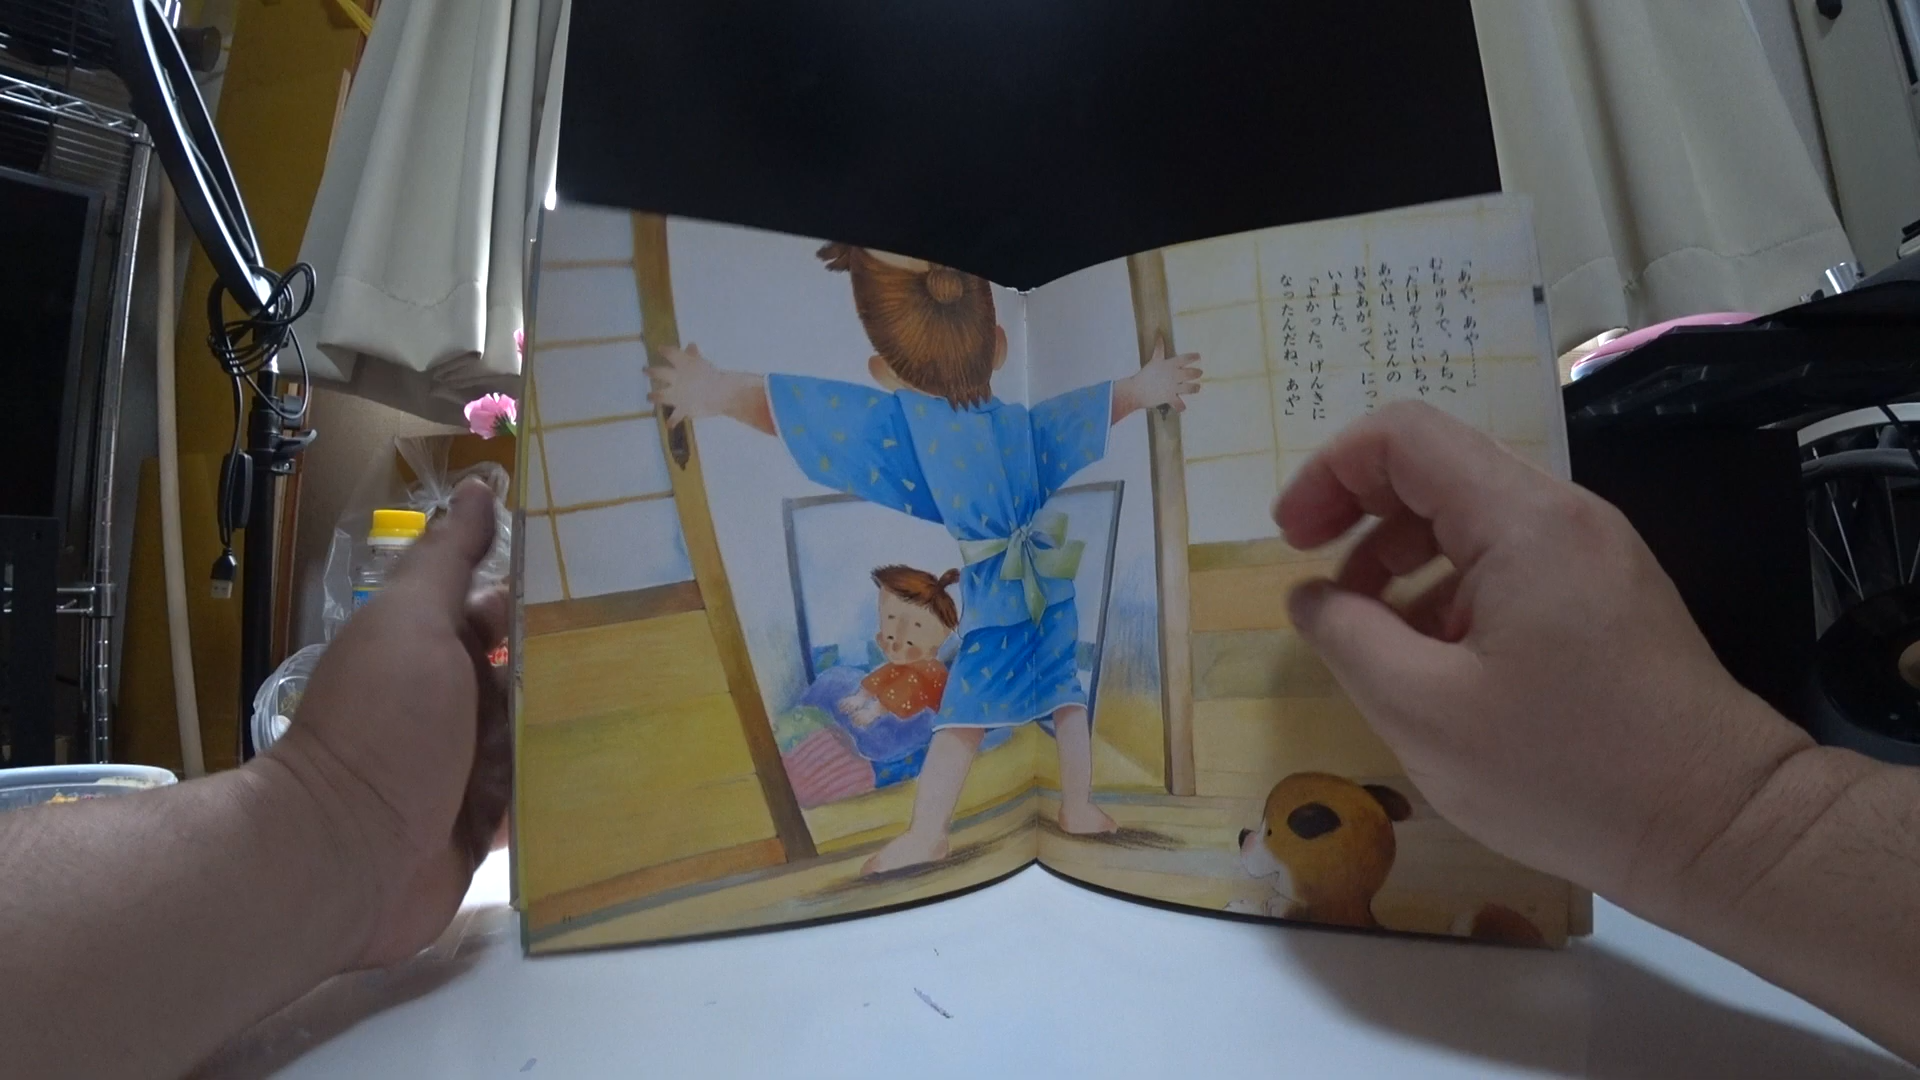 「あや、あや……」
むちゅうで、うちへ
「たけぞうにいちゃ
あやは、ふとんの
おきあがって、にっこ
いました。
「よかった。げんきに
なったんだね、あや」